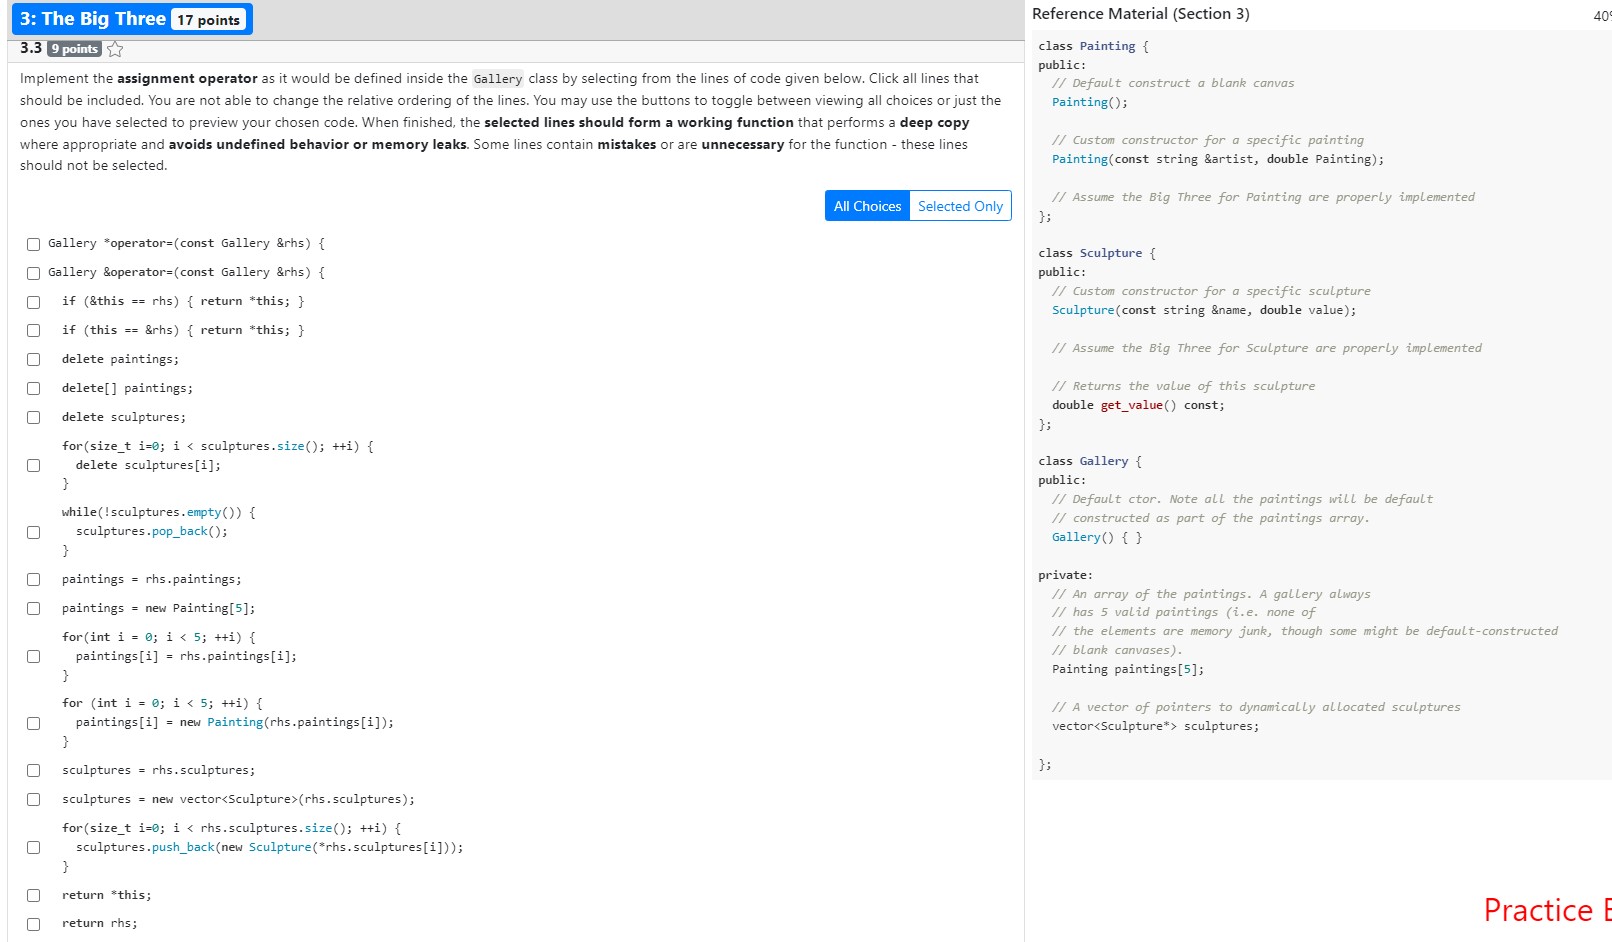 3: The Big Three 17 points
3.3 9 points
Implement the assignment operator as it would be defined inside the Gallery class by selecting from the lines of code given below. Click all lines that
should be included. You are not able to change the relative ordering of the lines. You may use the buttons to toggle between viewing all choices or just the
ones you have selected to preview your chosen code. When finished, the selected lines should form a working function that performs a deep copy
where appropriate and avoids undefined behavior or memory leaks. Some lines contain mistakes or are unnecessary for the function - these lines
should not be selected.
All Choices Selected Only
Gallery *operator=(const Gallery &rhs) {
Gallery &operator=(const Gallery &rhs) {
if (&this == rhs) { return *this; }
if (this == &rhs) { return *this; }
delete paintings;
delete[] paintings;
delete sculptures;
for(size_t i=0; i < sculptures.size(); ++i) {
delete sculptures[i];
}
while(!sculptures.empty()) {
sculptures.pop_back();
}
paintings = rhs.paintings;
paintings = new Painting[5];
for(int i = 0; i < 5; ++i) {
paintings[i] = rhs.paintings[i];
}
for (int i = 0; i < 5; ++i) {
paintings[i] = new Painting(rhs.paintings[i]);
}
sculptures = rhs.sculptures;
sculptures = new vector<Sculpture>(rhs.sculptures);
for(size_t i=0; i < rhs.sculptures.size(); ++i) {
sculptures.push_back(new Sculpture(*rhs.sculptures[i]));
}
return *this;
return rhs;
Reference Material (Section 3)
40
class Painting {
public:
// Default construct a blank canvas
Painting();
// Custom constructor for a specific painting
Painting(const string &artist, double Painting);
// Assume the Big Three for Painting are properly implemented
};
class Sculpture {
public:
// Custom constructor for a specific sculpture
Sculpture(const string &name, double value);
// Assume the Big Three for Sculpture are properly implemented
// Returns the value of this sculpture
double get_value() const;
};
class Gallery {
public:
// Default ctor. Note all the paintings will be default
// constructed as part of the paintings array.
Gallery() { }
private:
// An array of the paintings. A gallery always
// has 5 valid paintings (i.e. none of
// the elements are memory junk, though some might be default-constructed
// blank canvases).
Painting paintings[5];
// A vector of pointers to dynamically allocated sculptures
vector<Sculpture*> sculptures;
};
Practice